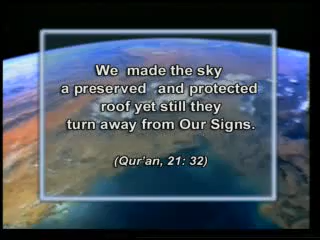 We made the sky
a preserved and protected
roof yet still they
turn away from Our Signs.
(Qur'an, 21: 32)